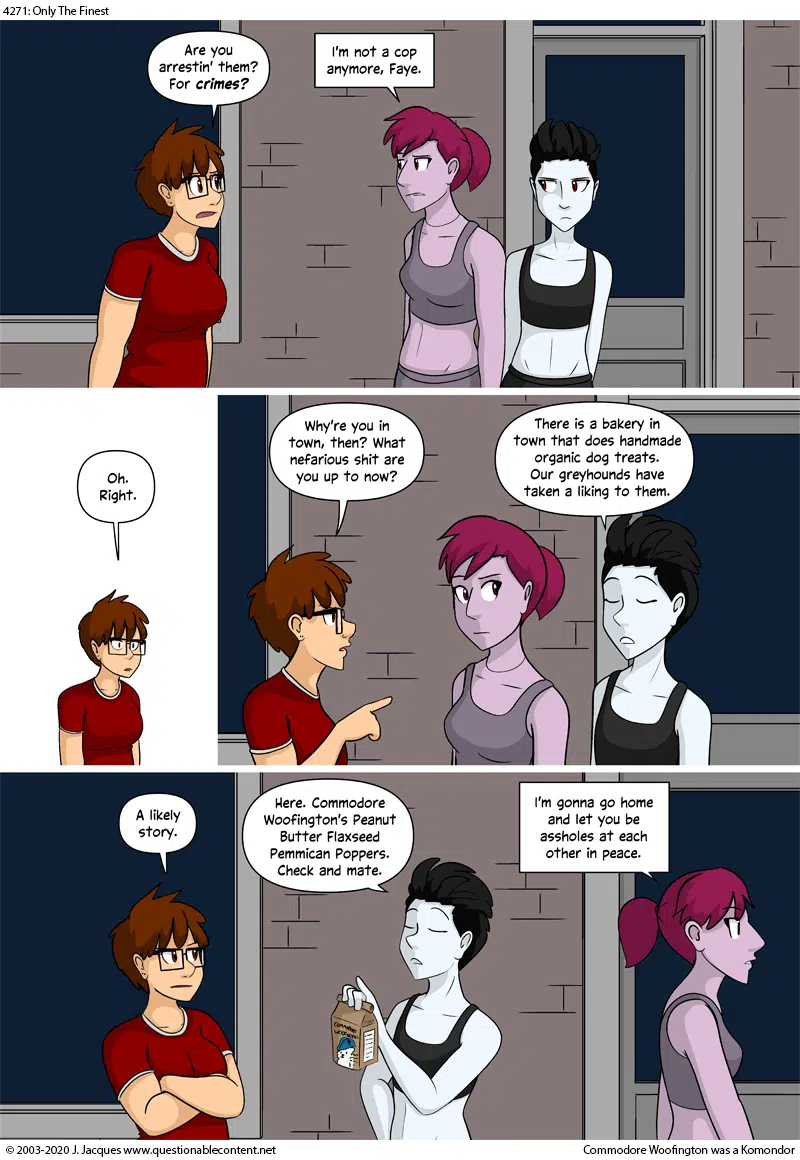 4271: Only The Finest
Are you
arrestin' them?
For crimes?
I'm not a cop
anymore, Faye.
Oh.
Right.
Why're you in
town, then? What
nefarious shit are
you up to now?
There is a bakery in
town that does handmade
organic dog treats.
Our greyhounds have
taken a liking to them.
A likely
story.
Here. Commodore
Woofington's Peanut
Butter Flaxseed
Pemmican Poppers.
Check and mate.
I'm gonna go home
and let you be
assholes at each
other in peace.
© 2003-2020 J. Jacques www.questionablecontent.net
Commodore Woofington was a Komondor